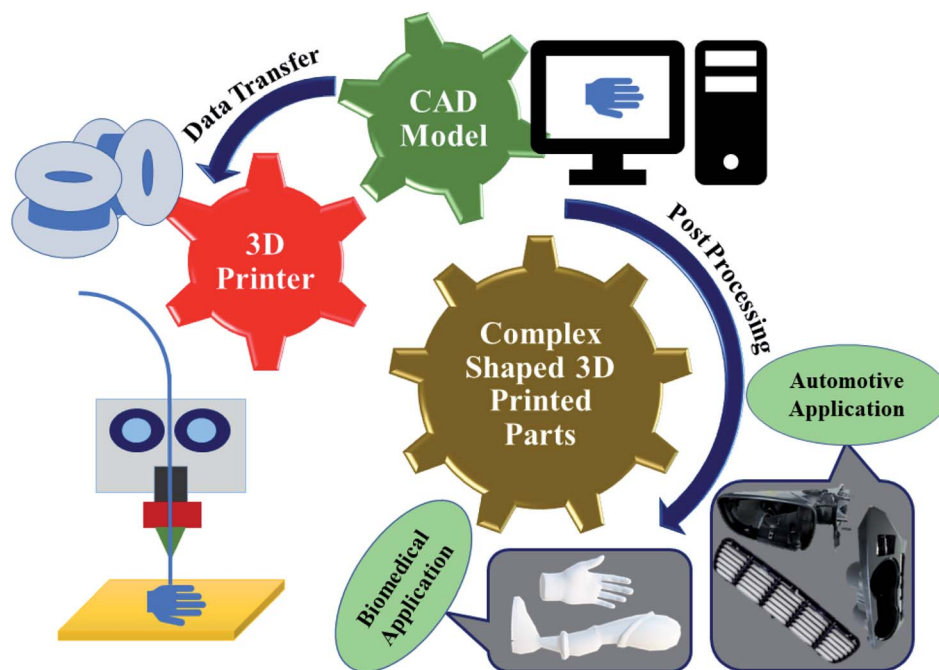 Data Transfer
CAD
Model
3D
Printer
Post Processing
Complex
Shaped 3D
Printed
Parts
Automotive
Application
Biomedical
Application